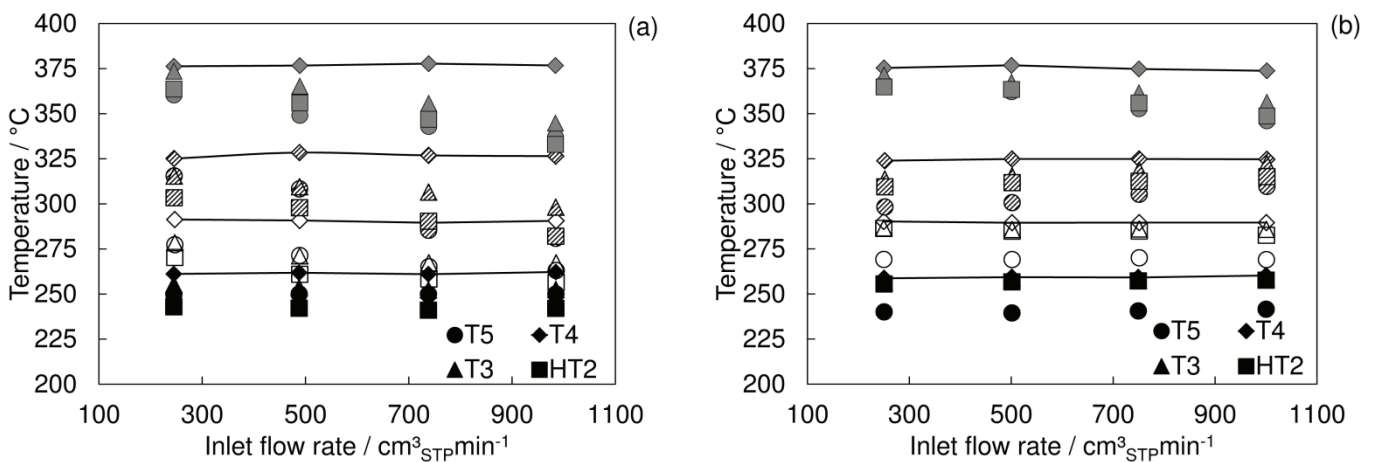 (a)
Temperature / °C
400
375
350
325
300
275
250
225
200
T5
T4
T3
HT2
100 300 500 700 900 1100
Inlet flow rate / cm³STPmin⁻¹
(b)
Temperature / °C
400
375
350
325
300
275
250
225
200
T5
T4
T3
HT2
100 300 500 700 900 1100
Inlet flow rate / cm³STPmin⁻¹